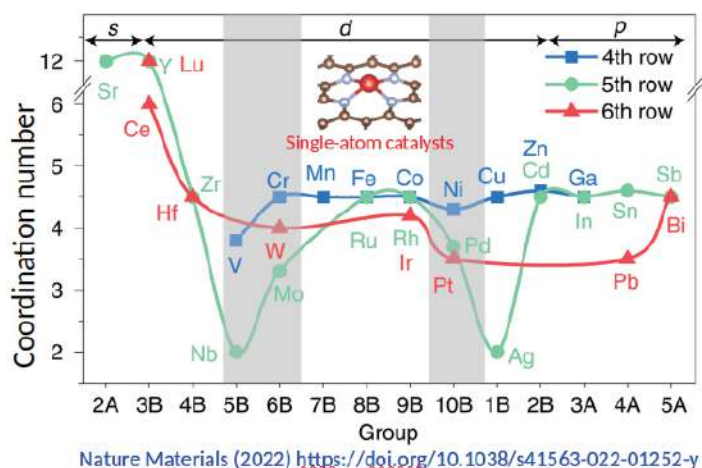 s d p
12
6
5
4
3
2
Coordination number
4th row
5th row
6th row
Single-atom catalysts
Sr
Y
Lu
Ce
Zr
Hf
V
Cr
Mn
Fe
Co
Ni
Cu
Zn
Cd
Ga
In
Sn
Sb
Bi
Nb
Mo
W
Ru
Rh
Ir
Pd
Pt
Ag
Pb
2A 3B 4B 5B 6B 7B 8B 9B 10B 1B 2B 3A 4A 5A
Group
Nature Materials (2022) https://doi.org/10.1038/s41563-022-01252-y